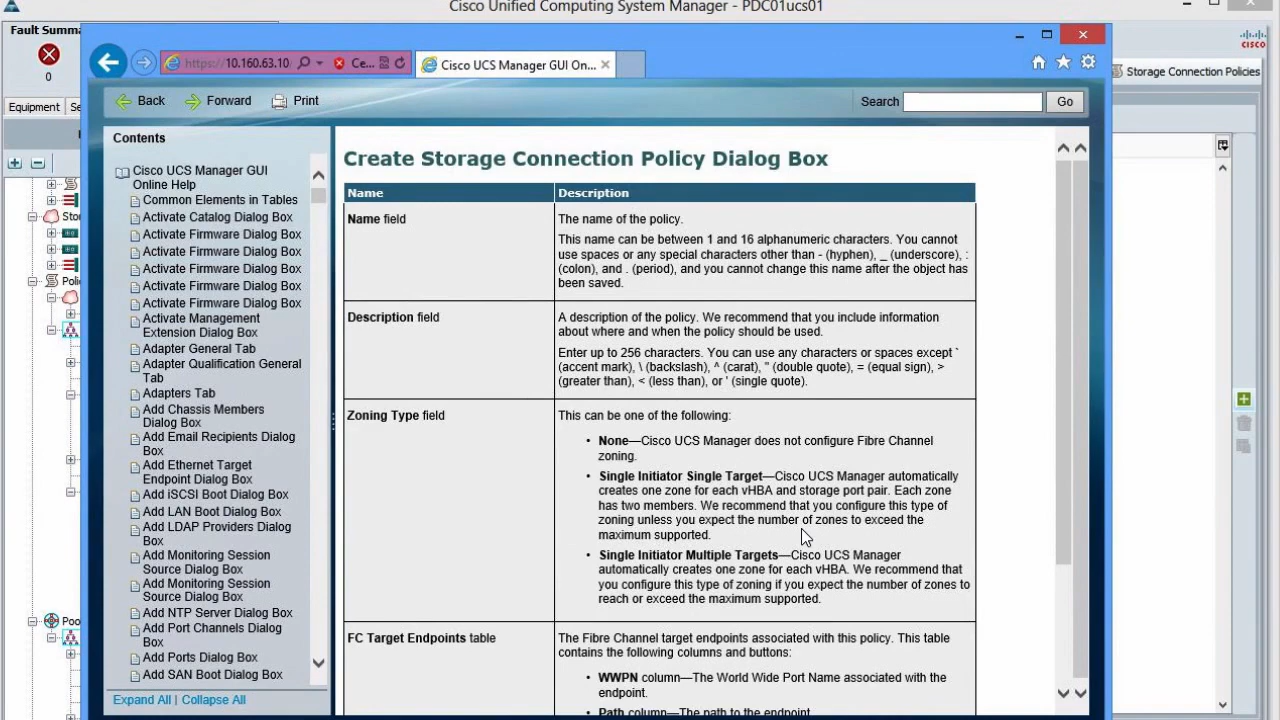 Cisco Unified Computing System Manager - PDC01ucs01
Fault Summa
0
Equipment
Se
cisco
Storage Connection Policies
https://10.160.63.10
Ce...
Cisco UCS Manager GUI On...
Back
Forward
Print
Search
Go
Contents
Cisco UCS Manager GUI
Online Help
Common Elements in Tables
Activate Catalog Dialog Box
Activate Firmware Dialog Box
Activate Firmware Dialog Box
Activate Firmware Dialog Box
Activate Firmware Dialog Box
Activate Firmware Dialog Box
Activate Management
Extension Dialog Box
Adapter General Tab
Adapter Qualification General
Tab
Adapters Tab
Add Chassis Members
Dialog Box
Add Email Recipients Dialog
Box
Add Ethernet Target
Endpoint Dialog Box
Add iSCSI Boot Dialog Box
Add LAN Boot Dialog Box
Add LDAP Providers Dialog
Box
Add Monitoring Session
Source Dialog Box
Add Monitoring Session
Source Dialog Box
Add NTP Server Dialog Box
Add Port Channels Dialog
Box
Add Ports Dialog Box
Add SAN Boot Dialog Box
Expand All | Collapse All
Sto
Poli
Poo
Create Storage Connection Policy Dialog Box
Name
Description
Name field
The name of the policy.
This name can be between 1 and 16 alphanumeric characters. You cannot
use spaces or any special characters other than - (hyphen), _ (underscore), :
(colon), and . (period), and you cannot change this name after the object has
been saved.
Description field
A description of the policy. We recommend that you include information
about where and when the policy should be used.
Enter up to 256 characters. You can use any characters or spaces except `
(accent mark), \ (backslash), ^ (carat), " (double quote), = (equal sign), >
(greater than), < (less than), or ' (single quote).
Zoning Type field
This can be one of the following:
• None—Cisco UCS Manager does not configure Fibre Channel
zoning.
• Single Initiator Single Target—Cisco UCS Manager automatically
creates one zone for each vHBA and storage port pair. Each zone
has two members. We recommend that you configure this type of
zoning unless you expect the number of zones to exceed the
maximum supported.
• Single Initiator Multiple Targets—Cisco UCS Manager
automatically creates one zone for each vHBA. We recommend that
you configure this type of zoning if you expect the number of zones to
reach or exceed the maximum supported.
FC Target Endpoints table
The Fibre Channel target endpoints associated with this policy. This table
contains the following columns and buttons:
• WWPN column—The World Wide Port Name associated with the
endpoint.
• Path column—The path to the endpoint.